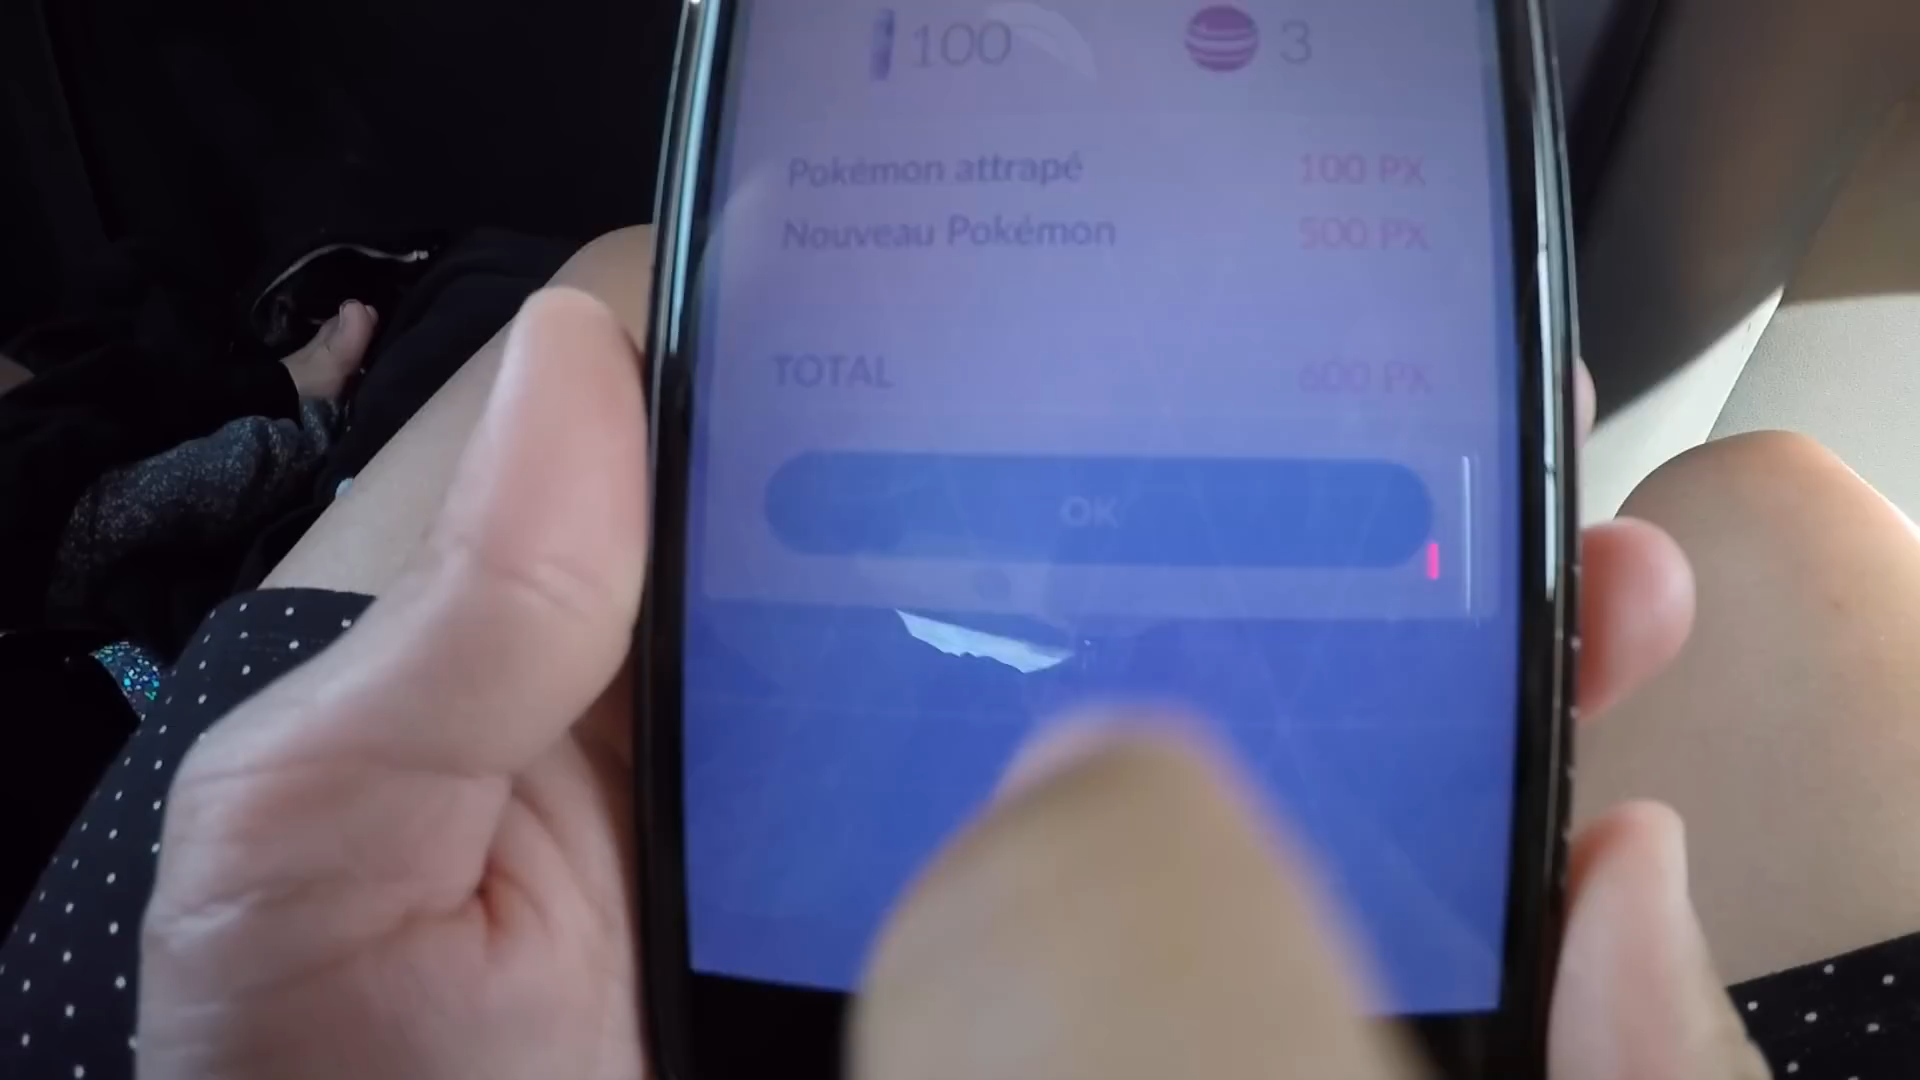 100 3
Pokémon attrapé 100 PX
Nouveau Pokémon 500 PX
TOTAL 600 PX
OK